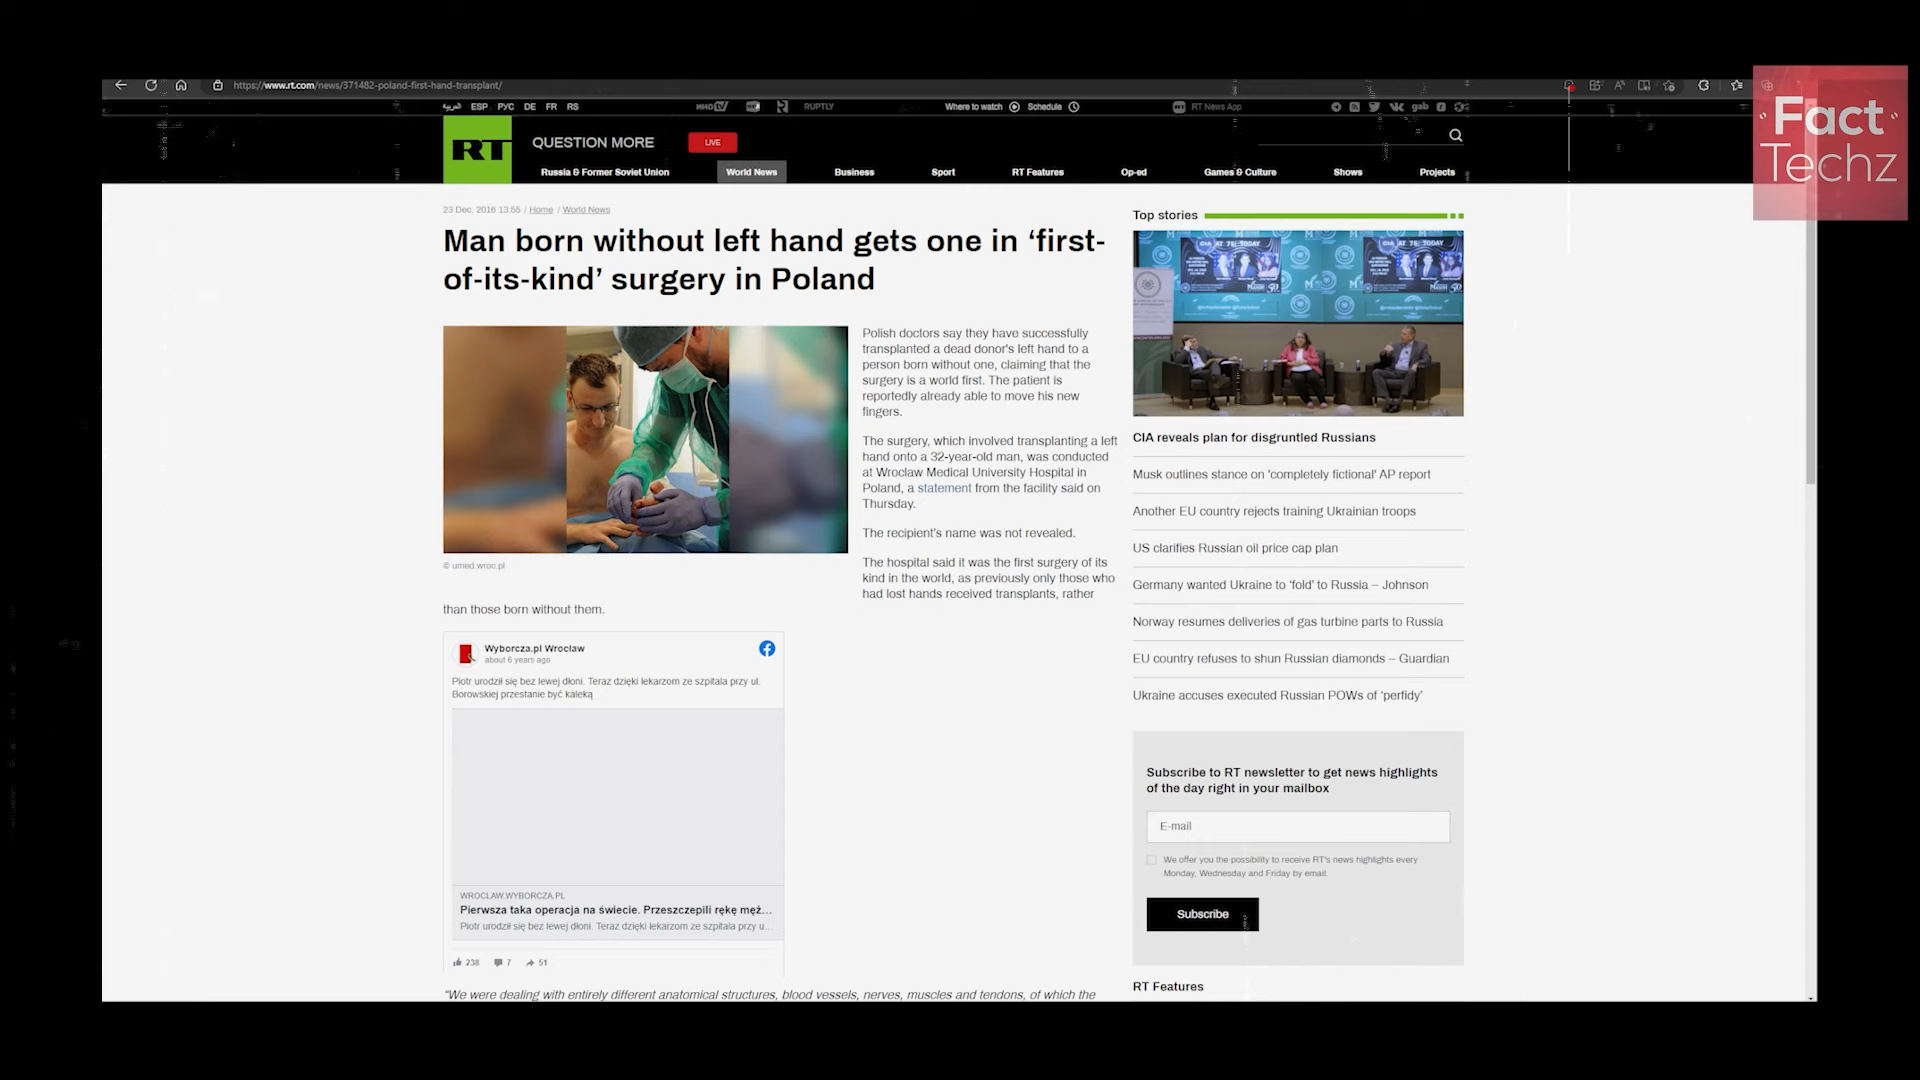 https://www.rt.com/news/371482-poland-first-hand-transplant/
العربية ESP РУС DE FR RS
ИНОTV
RUPTLY
Where to watch
Schedule
RT News App
gab
Fact
Techz
RT
QUESTION MORE
LIVE
Russia & Former Soviet Union
World News
Business
Sport
RT Features
Op-ed
Games & Culture
Shows
Projects
23 Dec, 2016 13:55 / Home / World News
Man born without left hand gets one in ‘first-
of-its-kind’ surgery in Poland
© umed.wroc.pl
Polish doctors say they have successfully
transplanted a dead donor's left hand to a
person born without one, claiming that the
surgery is a world first. The patient is
reportedly already able to move his new
fingers.
The surgery, which involved transplanting a left
hand onto a 32-year-old man, was conducted
at Wroclaw Medical University Hospital in
Poland, a statement from the facility said on
Thursday.
The recipient’s name was not revealed.
The hospital said it was the first surgery of its
kind in the world, as previously only those who
had lost hands received transplants, rather
than those born without them.
Wyborcza.pl Wrocław
about 6 years ago
Piotr urodził się bez lewej dłoni. Teraz dzięki lekarzom ze szpitala przy ul.
Borowskiej przestanie być kaleką
WROCLAW.WYBORCZA.PL
Pierwsza taka operacja na świecie. Przeszczepili rękę męż...
Piotr urodził się bez lewej dłoni. Teraz dzięki lekarzom ze szpitala przy u...
238 7 51
“We were dealing with entirely different anatomical structures, blood vessels, nerves, muscles and tendons, of which the
Top stories
CIA AT 75: TODAY
CIA AT 75: TODAY
CIA reveals plan for disgruntled Russians
Musk outlines stance on 'completely fictional' AP report
Another EU country rejects training Ukrainian troops
US clarifies Russian oil price cap plan
Germany wanted Ukraine to ‘fold’ to Russia – Johnson
Norway resumes deliveries of gas turbine parts to Russia
EU country refuses to shun Russian diamonds – Guardian
Ukraine accuses executed Russian POWs of ‘perfidy’
Subscribe to RT newsletter to get news highlights
of the day right in your mailbox
E-mail
We offer you the possibility to receive RT's news highlights every
Monday, Wednesday and Friday by email.
Subscribe
RT Features